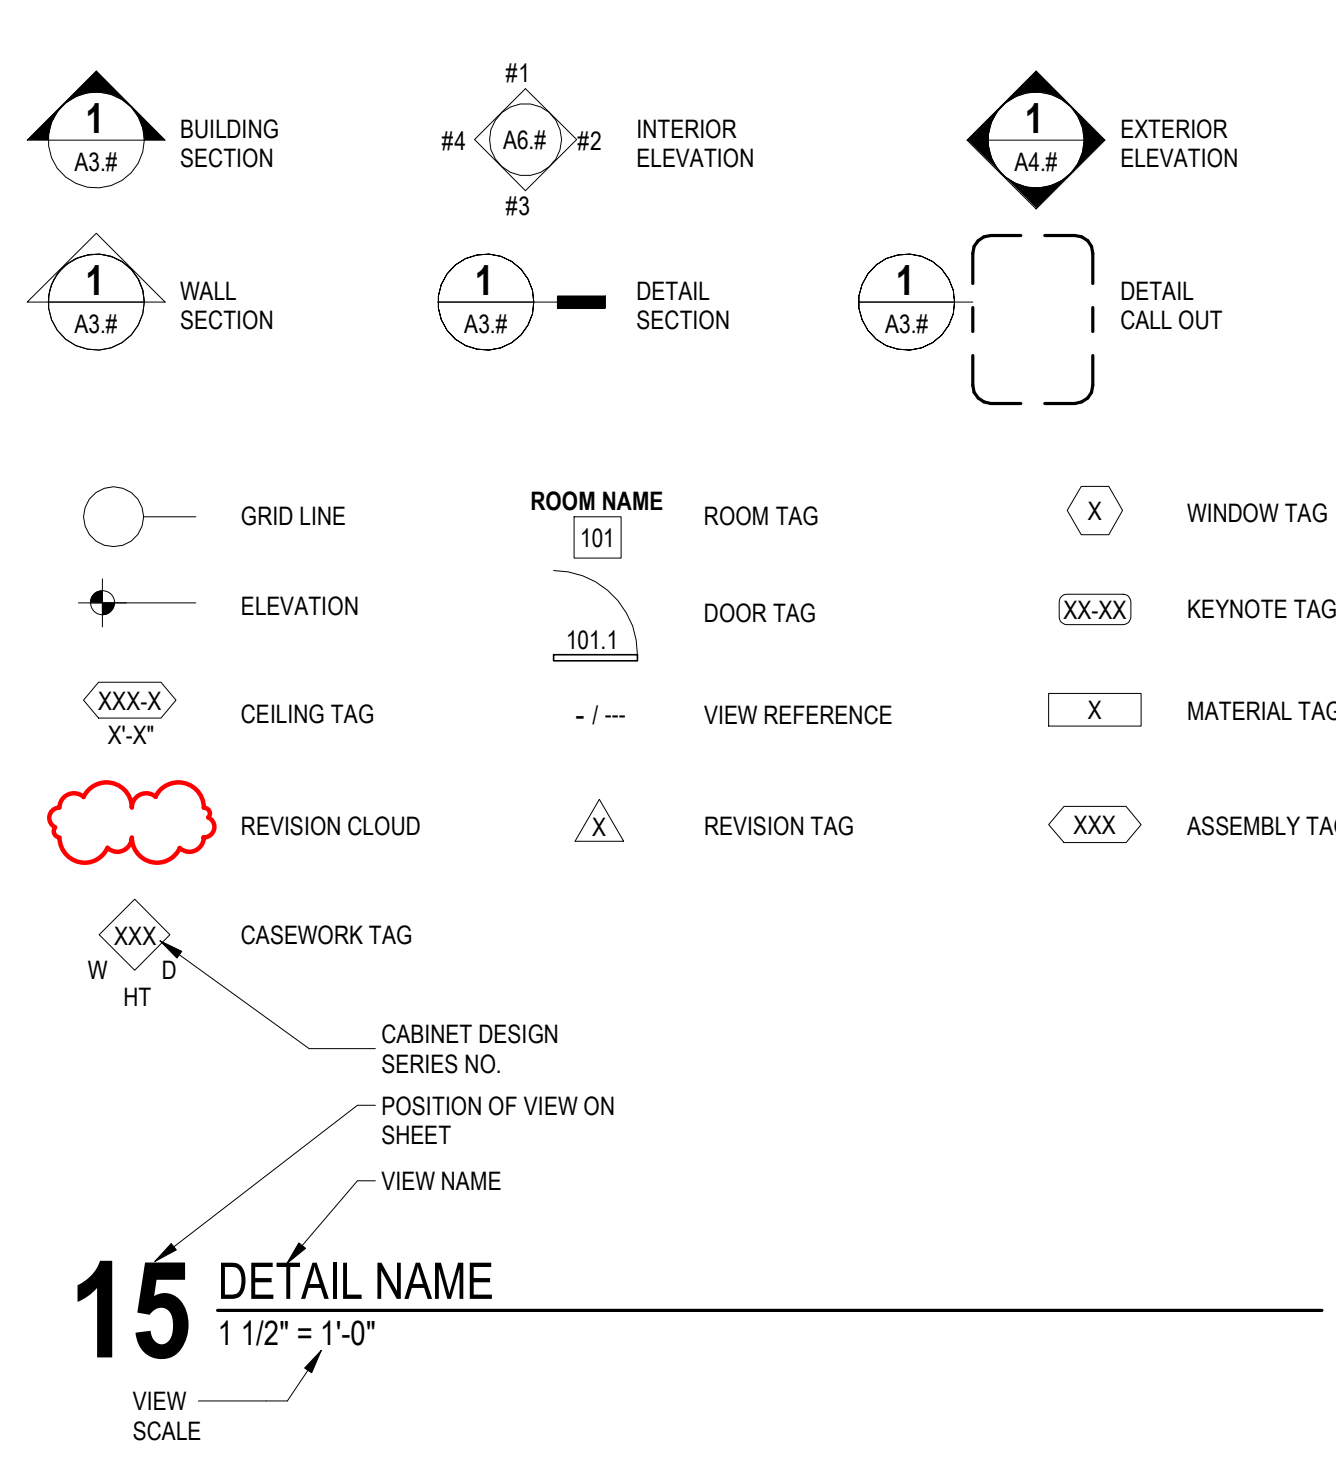 1
A3.#
BUILDING
SECTION
#1
#4
A6.#
#2
#3
INTERIOR
ELEVATION
1
A4.#
EXTERIOR
ELEVATION
1
A3.#
WALL
SECTION
1
A3.#
DETAIL
SECTION
1
A3.#
DETAIL
CALL OUT
GRID LINE
ROOM NAME
101
ROOM TAG
X
WINDOW TAG
ELEVATION
101.1
DOOR TAG
XX-XX
KEYNOTE TAG
XXX-X
X'-X"
CEILING TAG
- / ---
VIEW REFERENCE
X
MATERIAL TAG
REVISION CLOUD
X
REVISION TAG
XXX
ASSEMBLY TAG
XXX
W
D
HT
CASEWORK TAG
CABINET DESIGN
SERIES NO.
POSITION OF VIEW ON
SHEET
VIEW NAME
15
DETAIL NAME
1 1/2" = 1'-0"
VIEW
SCALE